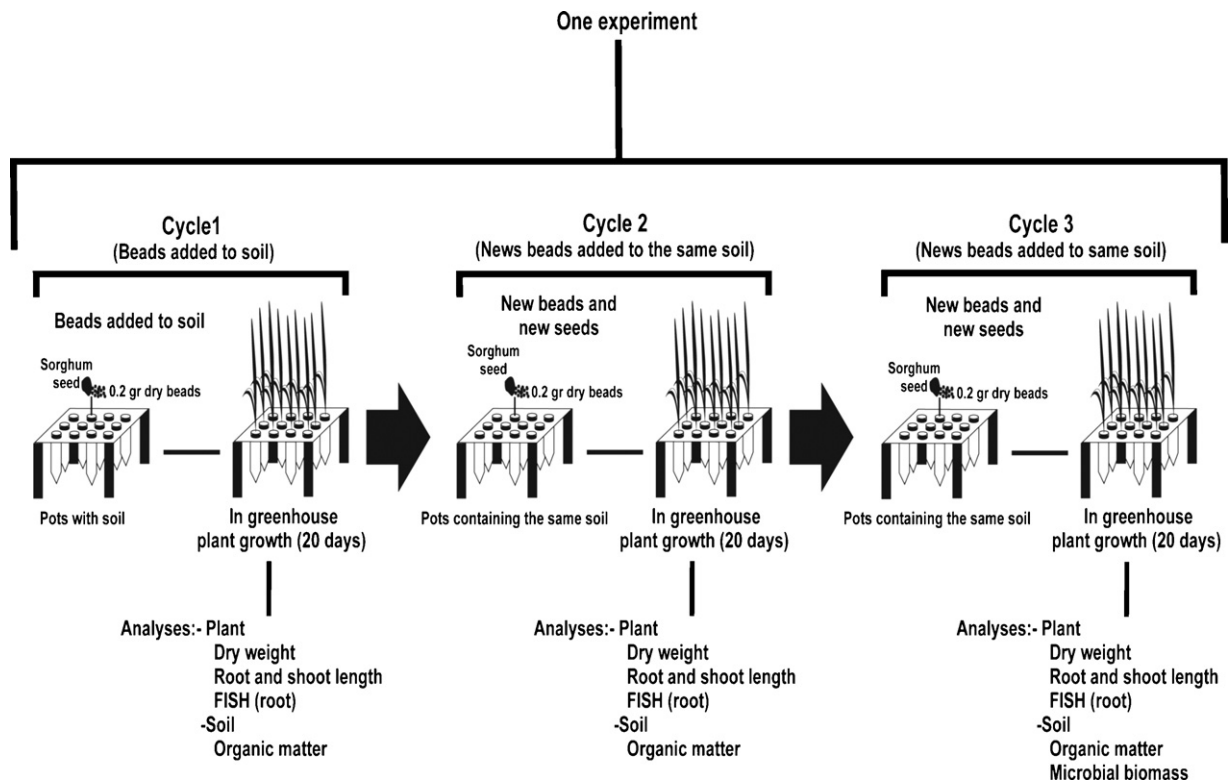 One experiment
Cycle1
(Beads added to soil)
Beads added to soil
Sorghum
seed
0.2 gr dry beads
Pots with soil
In greenhouse
plant growth (20 days)
Analyses:- Plant
Dry weight
Root and shoot length
FISH (root)
-Soil
Organic matter
Cycle 2
(News beads added to the same soil)
New beads and
new seeds
Sorghum
seed
0.2 gr dry beads
Pots containing the same soil
In greenhouse
plant growth (20 days)
Analyses:- Plant
Dry weight
Root and shoot length
FISH (root)
-Soil
Organic matter
Cycle 3
(News beads added to same soil)
New beads and
new seeds
Sorghum
seed
0.2 gr dry beads
Pots containing the same soil
In greenhouse
plant growth (20 days)
Analyses:- Plant
Dry weight
Root and shoot length
FISH (root)
-Soil
Organic matter
Microbial biomass